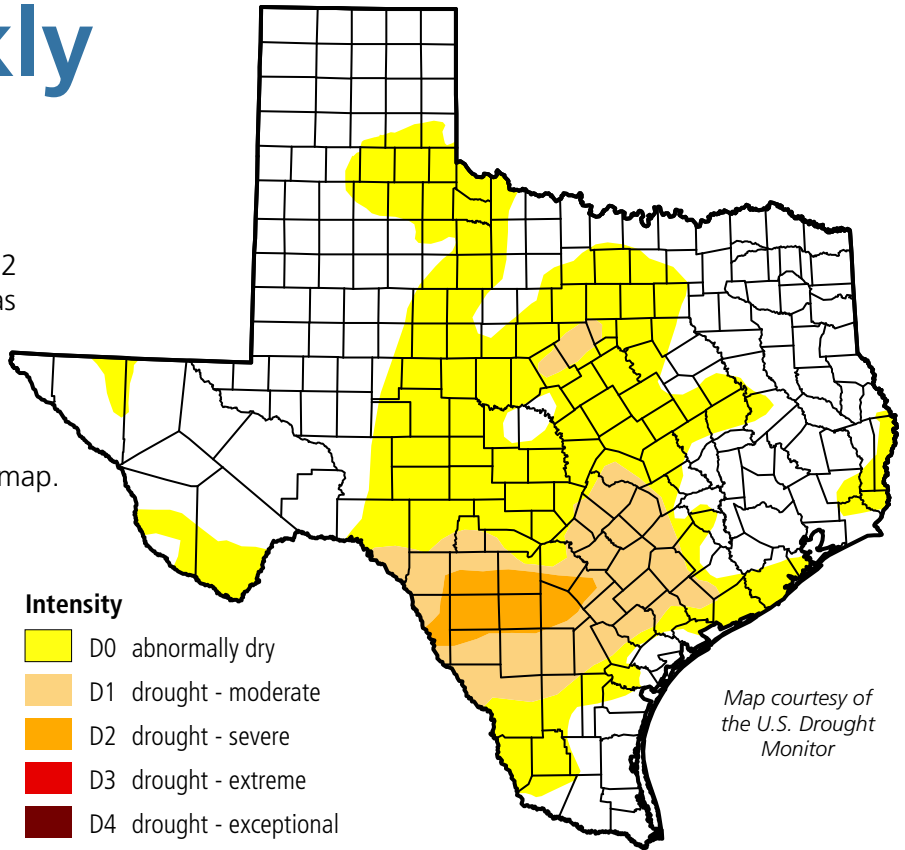 kly
2
as
map.
Intensity
D0 abnormally dry
D1 drought - moderate
D2 drought - severe
D3 drought - extreme
D4 drought - exceptional
Map courtesy of
the U.S. Drought
Monitor